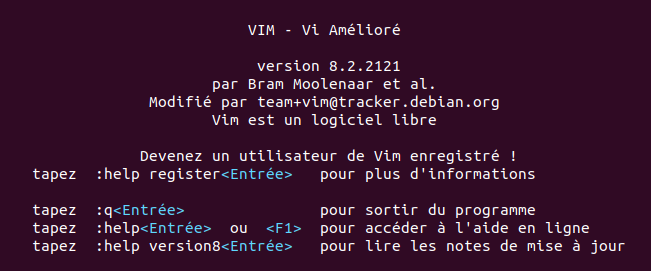 VIM - Vi Amélioré
version 8.2.2121
par Bram Moolenaar et al.
Modifié par team+vim@tracker.debian.org
Vim est un logiciel libre
Devenez un utilisateur de Vim enregistré !
tapez :help register<Entrée> pour plus d'informations
tapez :q<Entrée> pour sortir du programme
tapez :help<Entrée> ou <F1> pour accéder à l'aide en ligne
tapez :help version8<Entrée> pour lire les notes de mise à jour